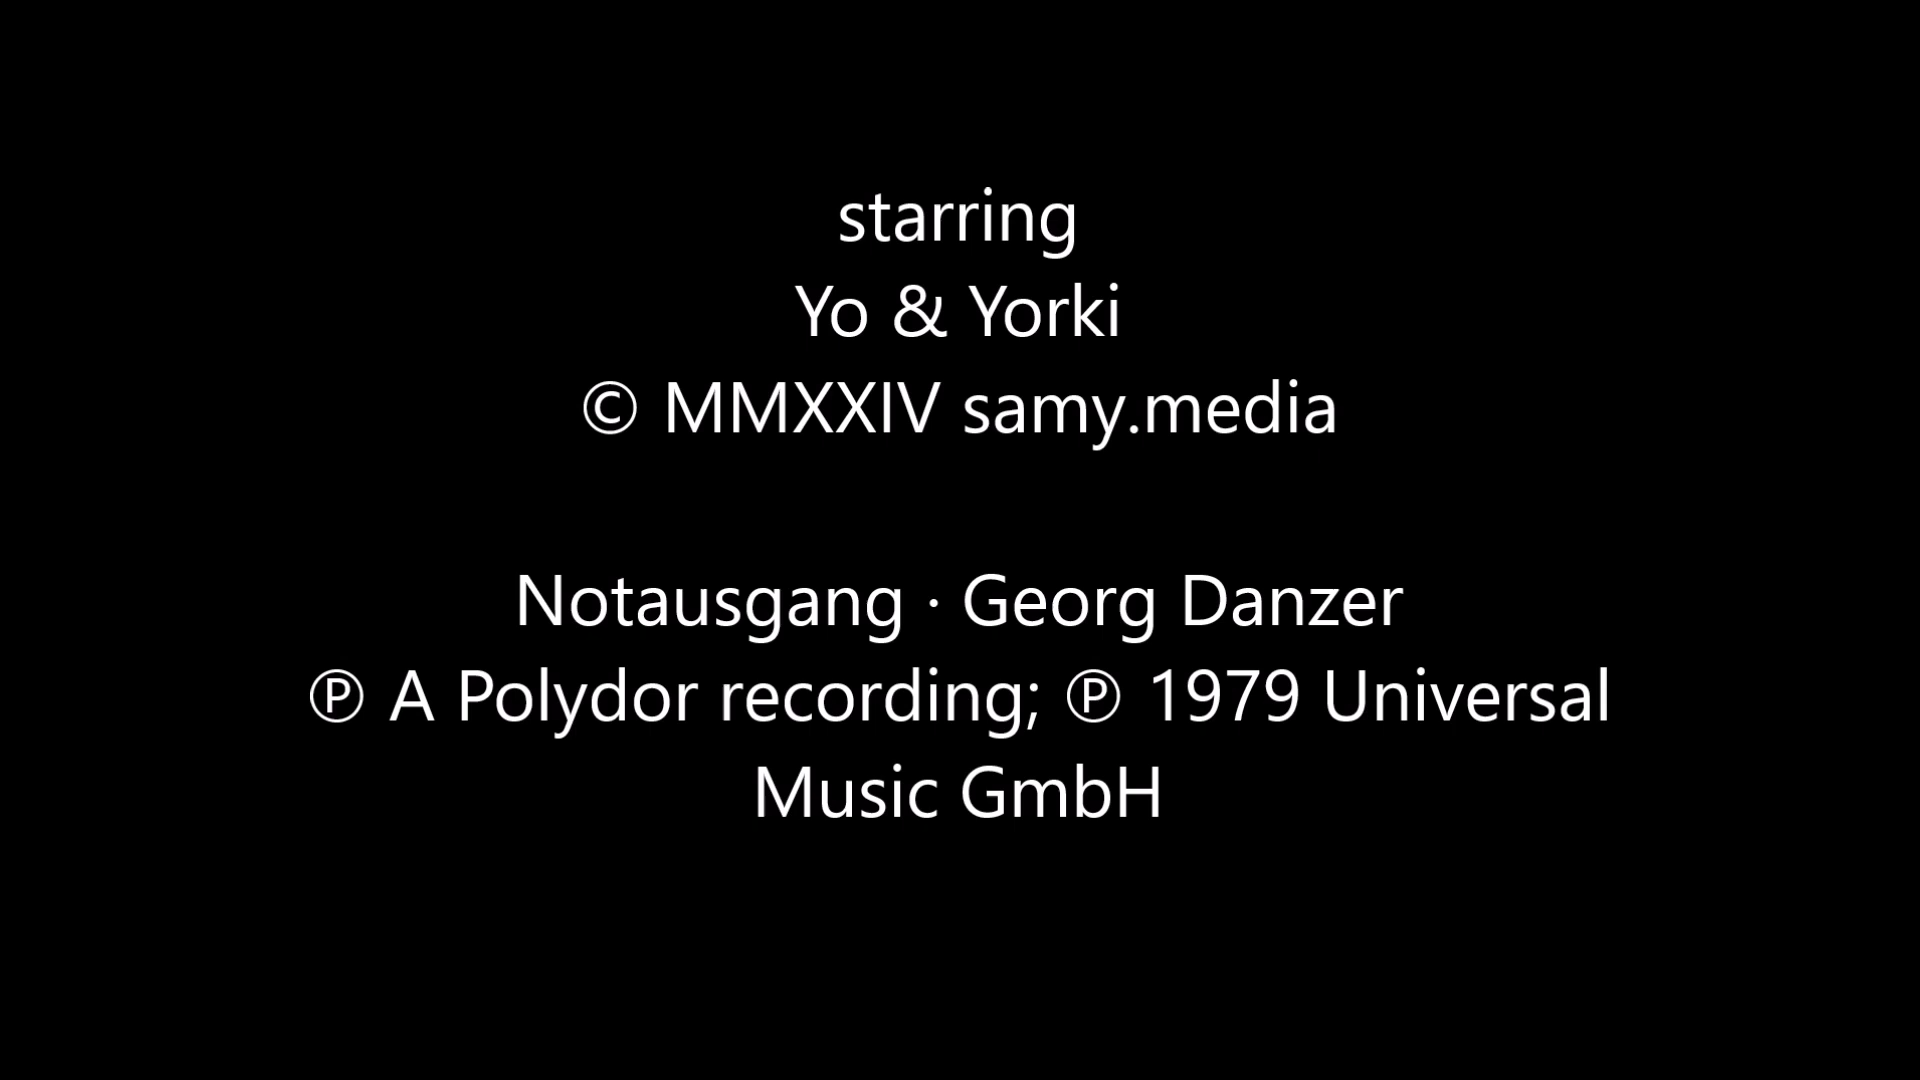 starring
Yo & Yorki
© MMXXIV samy.media
Notausgang · Georg Danzer
℗ A Polydor recording; ℗ 1979 Universal
Music GmbH